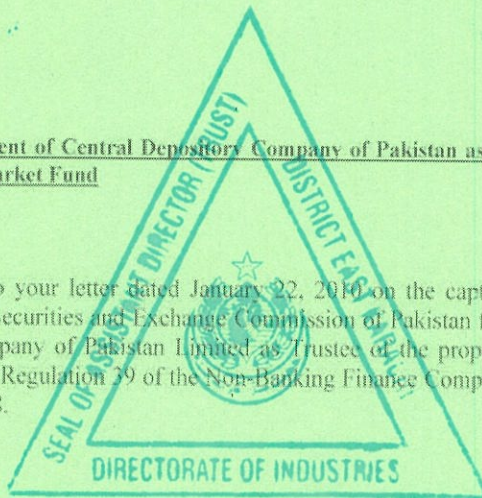 ent of Central Depository Company of Pakistan as
arket Fund
o your letter dated January 22, 2010 on the capt
Securities and Exchange Commission of Pakistan
pany of Pakistan Limited as Trustee of the prop
Regulation 39 of the Non-Banking Finance Comp
SEAL OF ASSISTANT DIRECTOR (TRUST)
DISTRICT EAST KARACHI
DIRECTORATE OF INDUSTRIES